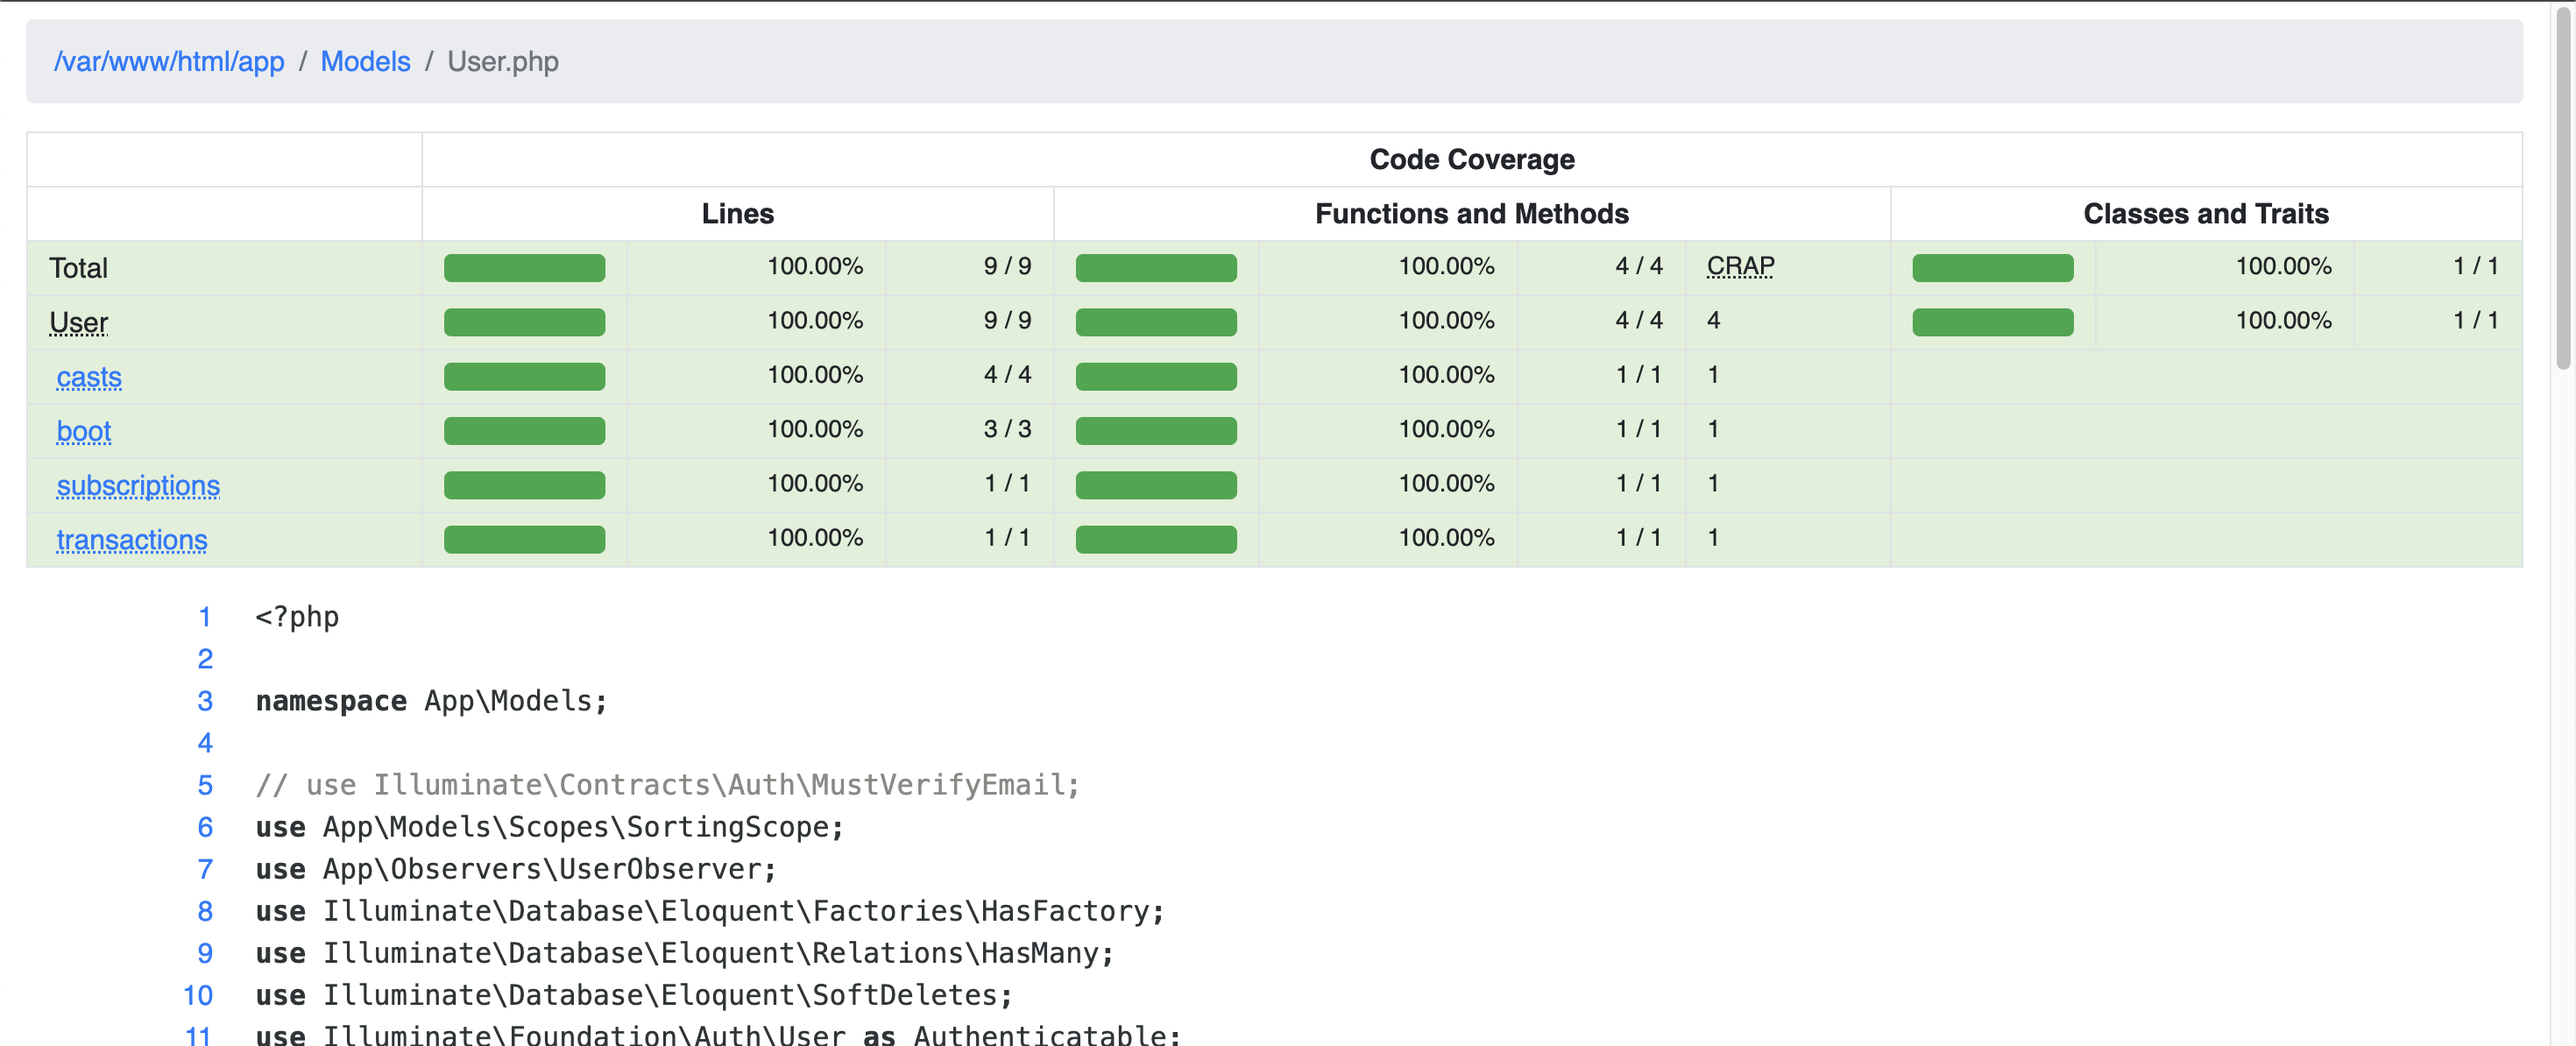 /var/www/html/app / Models / User.php
Code Coverage
Lines Functions and Methods Classes and Traits
Total 100.00% 9 / 9 100.00% 4 / 4 CRAP 100.00% 1 / 1
User 100.00% 9 / 9 100.00% 4 / 4 4 100.00% 1 / 1
casts 100.00% 4 / 4 100.00% 1 / 1 1
boot 100.00% 3 / 3 100.00% 1 / 1 1
subscriptions 100.00% 1 / 1 100.00% 1 / 1 1
transactions 100.00% 1 / 1 100.00% 1 / 1 1
1 <?php
2
3 namespace App\Models;
4
5 // use Illuminate\Contracts\Auth\MustVerifyEmail;
6 use App\Models\Scopes\SortingScope;
7 use App\Observers\UserObserver;
8 use Illuminate\Database\Eloquent\Factories\HasFactory;
9 use Illuminate\Database\Eloquent\Relations\HasMany;
10 use Illuminate\Database\Eloquent\SoftDeletes;
11 use Illuminate\Foundation\Auth\User as Authenticatable;